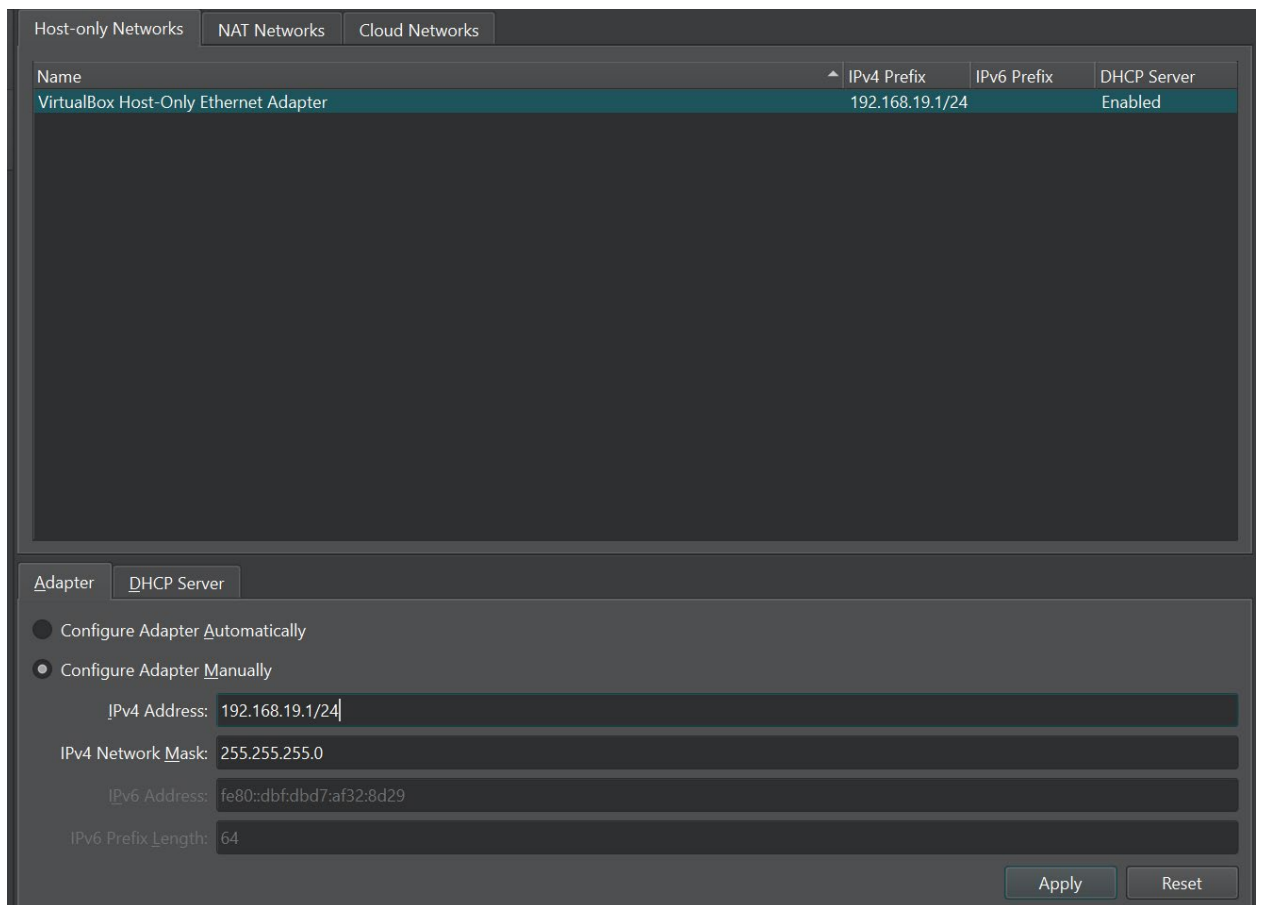 Host-only Networks NAT Networks Cloud Networks
Name IPv4 Prefix IPv6 Prefix DHCP Server
VirtualBox Host-Only Ethernet Adapter 192.168.19.1/24 Enabled
Adapter DHCP Server
Configure Adapter Automatically
Configure Adapter Manually
IPv4 Address: 192.168.19.1/24
IPv4 Network Mask: 255.255.255.0
IPv6 Address: fe80::dbf:dbd7:af32:8d29
IPv6 Prefix Length: 64
Apply Reset